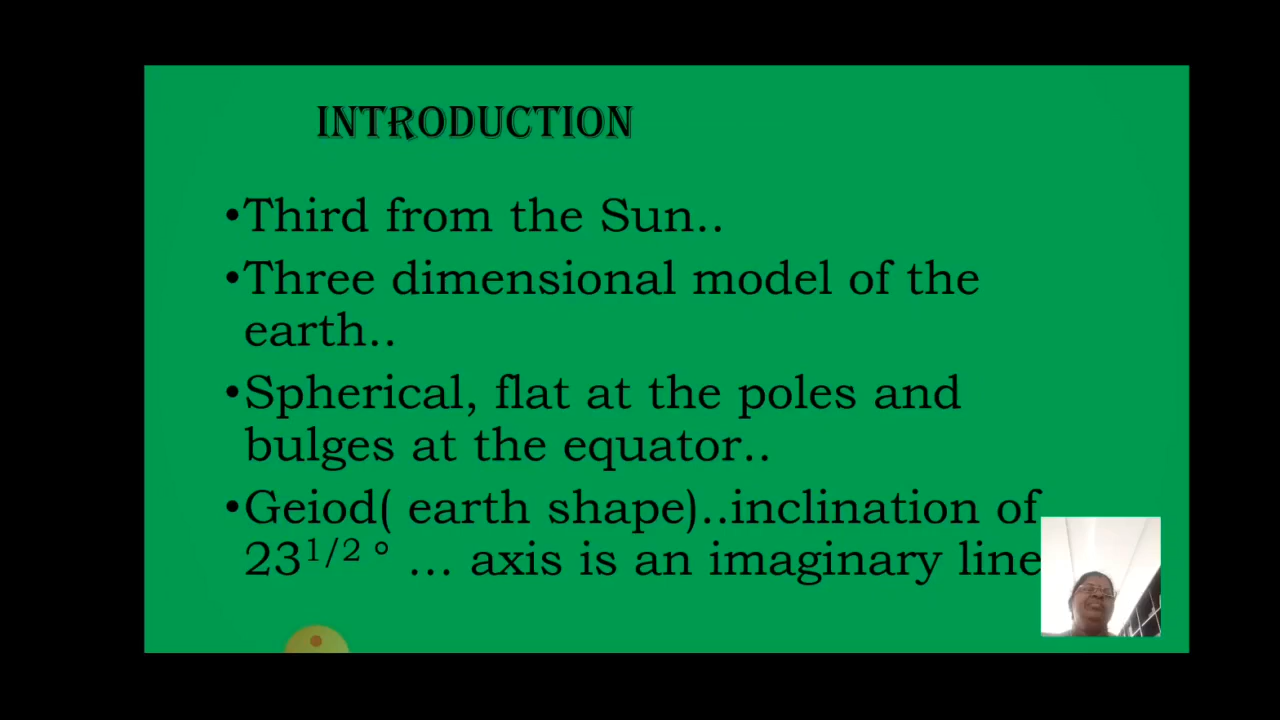 INTRODUCTION
•Third from the Sun..
•Three dimensional model of the
earth..
•Spherical, flat at the poles and
bulges at the equator..
•Geiod( earth shape)..inclination of
23¹/² ° ... axis is an imaginary line